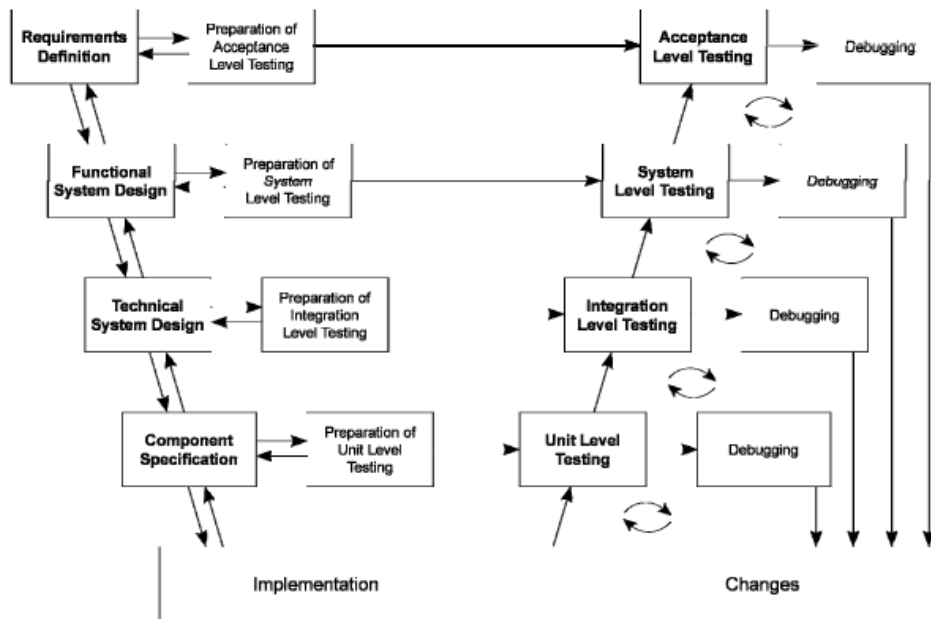 Requirements
Definition
Preparation of
Acceptance
Level Testing
Acceptance
Level Testing
Debugging
Functional
System Design
Preparation of
System
Level Testing
System
Level Testing
Debugging
Technical
System Design
Preparation of
Integration
Level Testing
Integration
Level Testing
Debugging
Component
Specification
Preparation of
Unit Level
Testing
Unit Level
Testing
Debugging
Implementation
Changes